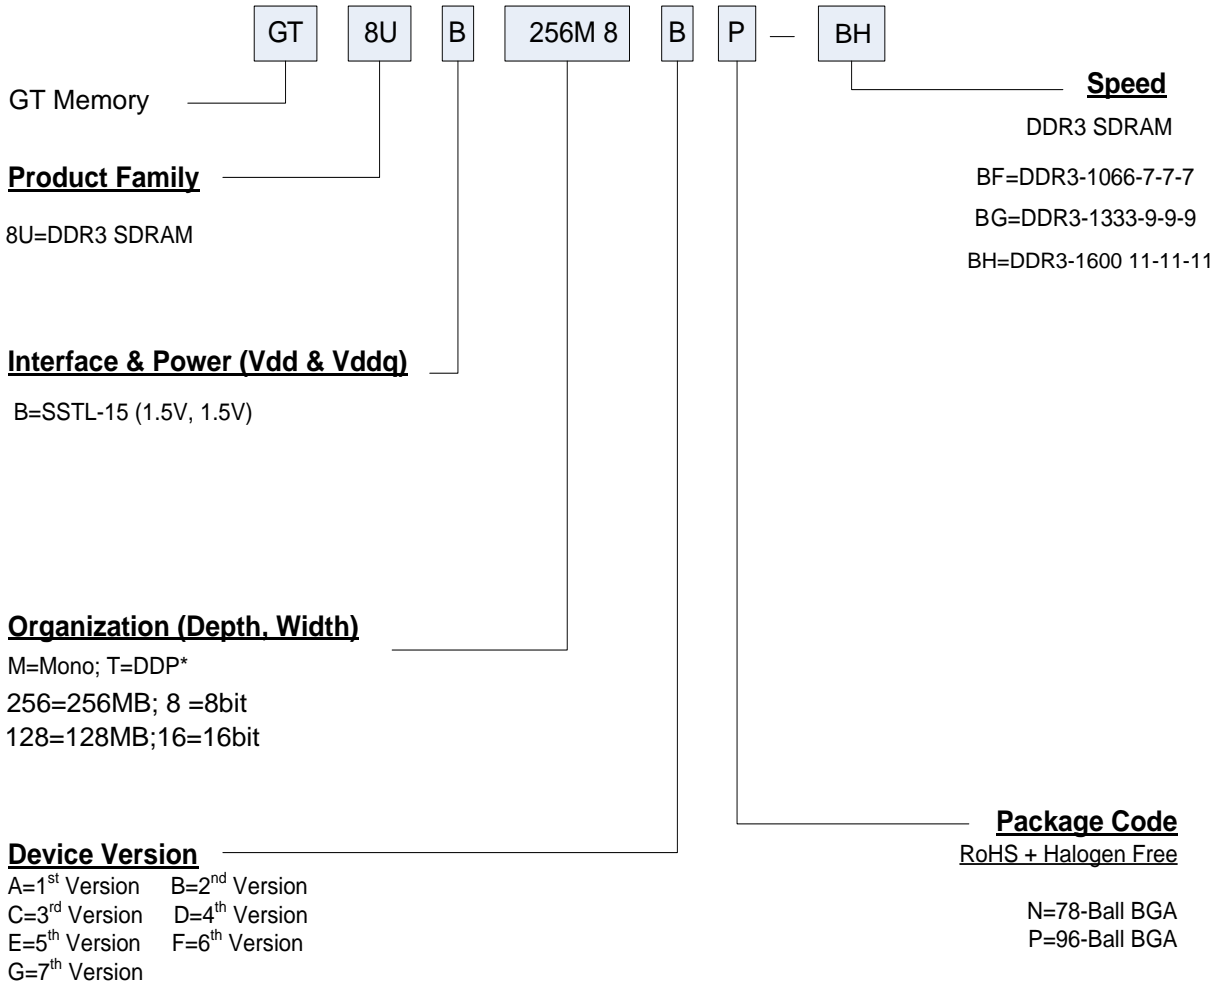 GT 8U B 256M 8 B P — BH
GT Memory
Speed
DDR3 SDRAM
BF=DDR3-1066-7-7-7
BG=DDR3-1333-9-9-9
BH=DDR3-1600 11-11-11
Product Family
8U=DDR3 SDRAM
Interface & Power (Vdd & Vddq)
B=SSTL-15 (1.5V, 1.5V)
Organization (Depth, Width)
M=Mono; T=DDP*
256=256MB; 8 =8bit
128=128MB;16=16bit
Device Version
A=1st Version B=2nd Version
C=3rd Version D=4th Version
E=5th Version F=6th Version
G=7th Version
Package Code
RoHS + Halogen Free
N=78-Ball BGA
P=96-Ball BGA